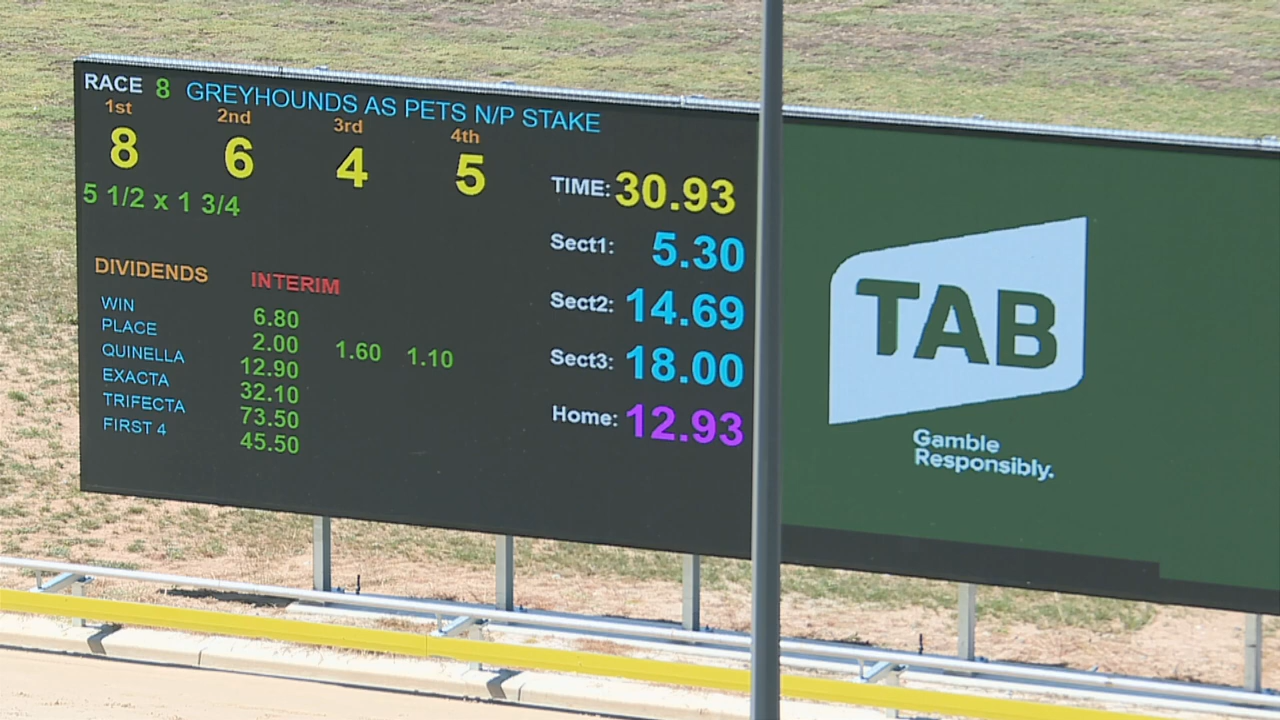 RACE 8 GREYHOUNDS AS PETS N/P STAKE
1st 2nd 3rd 4th
8 6 4 5
5 1/2 x 1 3/4
TIME: 30.93
Sect1: 5.30
Sect2: 14.69
Sect3: 18.00
Home: 12.93
DIVIDENDS INTERIM
WIN 6.80
PLACE 2.00 1.60 1.10
QUINELLA 12.90
EXACTA 32.10
TRIFECTA 73.50
FIRST 4 45.50
TAB
Gamble
Responsibly.